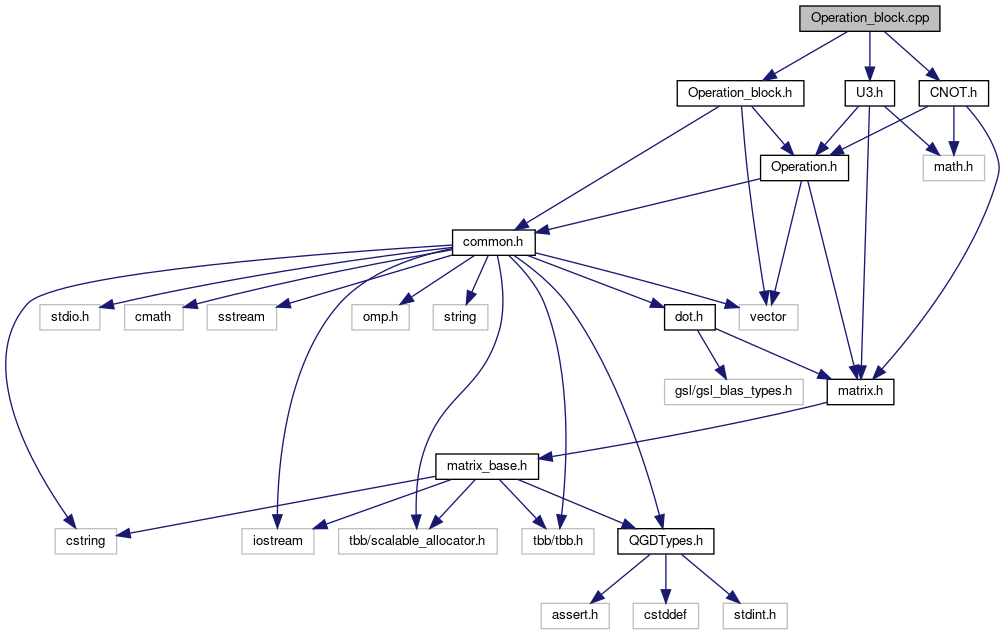 Operation_block.cpp
Operation_block.h
U3.h
CNOT.h
Operation.h
math.h
common.h
stdio.h
cmath
sstream
omp.h
string
dot.h
vector
gsl/gsl_blas_types.h
matrix.h
matrix_base.h
cstring
iostream
tbb/scalable_allocator.h
tbb/tbb.h
QGDTypes.h
assert.h
cstddef
stdint.h